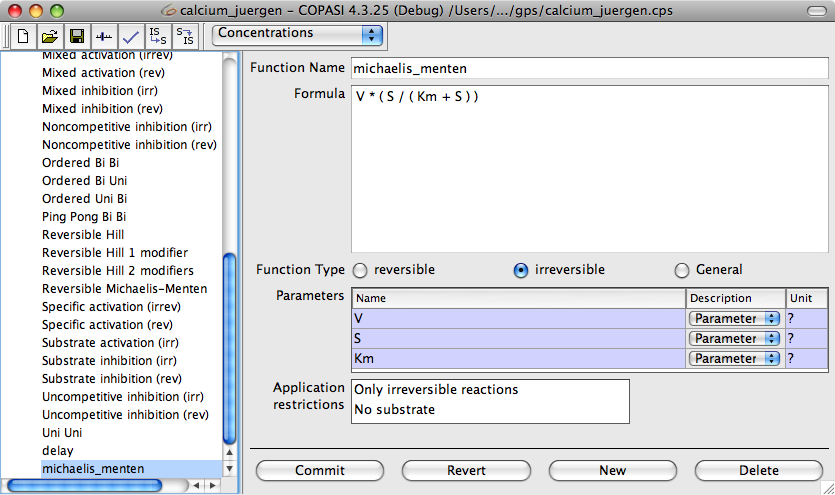 calcium_juergen – COPASI 4.3.25 (Debug) /Users/.../gps/calcium_juergen.cps
IS S
S IS
Concentrations
Mixed activation (irrev)
Mixed activation (rev)
Mixed inhibition (irr)
Mixed inhibition (rev)
Noncompetitive inhibition (irr)
Noncompetitive inhibition (rev)
Ordered Bi Bi
Ordered Bi Uni
Ordered Uni Bi
Ping Pong Bi Bi
Reversible Hill
Reversible Hill 1 modifier
Reversible Hill 2 modifiers
Reversible Michaelis-Menten
Specific activation (irrev)
Specific activation (rev)
Substrate activation (irr)
Substrate inhibition (irr)
Substrate inhibition (rev)
Uncompetitive inhibition (irr)
Uncompetitive inhibition (rev)
Uni Uni
delay
michaelis_menten
Function Name michaelis_menten
Formula V * ( S / ( Km + S ) )
Function Type reversible irreversible General
Parameters Name Description Unit
V Parameter ?
S Parameter ?
Km Parameter ?
Application restrictions
Only irreversible reactions
No substrate
Commit Revert New Delete